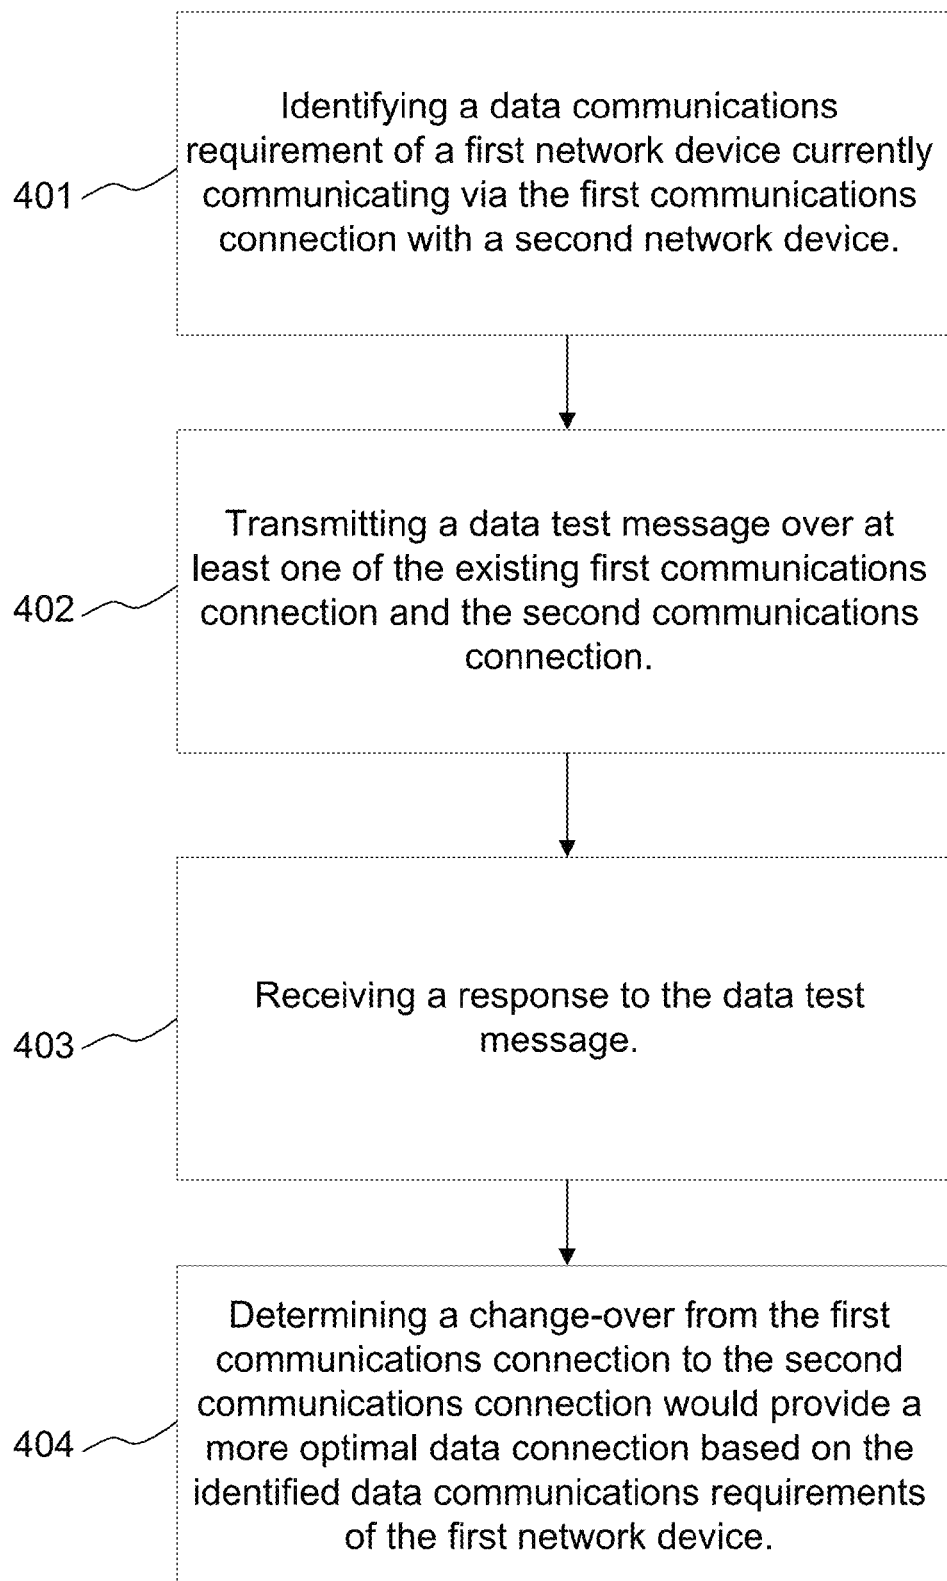 Identifying a data communications
requirement of a first network device currently
communicating via the first communications
connection with a second network device.
401
Transmitting a data test message over at
least one of the existing first communications
connection and the second communications
connection.
402
Receiving a response to the data test
message.
403
Determining a change-over from the first
communications connection to the second
communications connection would provide a
more optimal data connection based on the
identified data communications requirements
of the first network device.
404